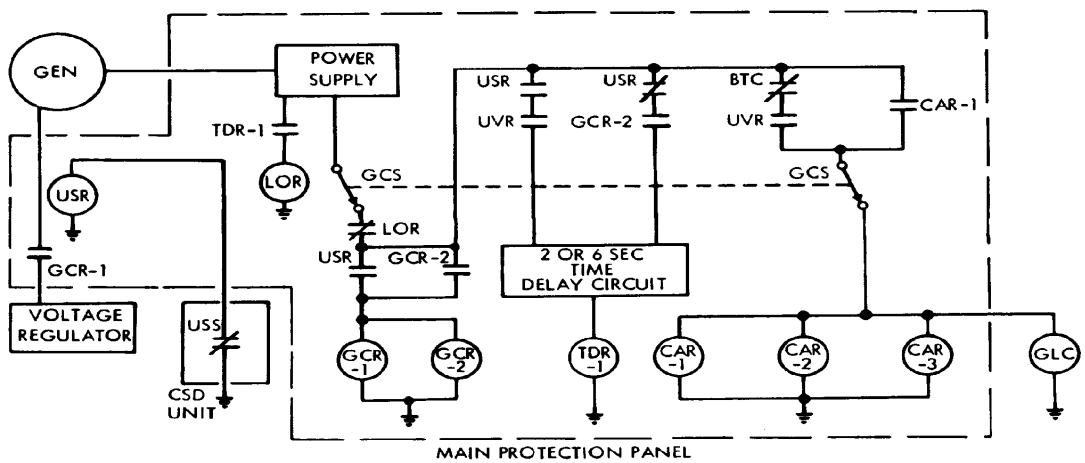 GEN
POWER
SUPPLY
USR
USR
BTC
CAR-1
UVR
GCR-2
UVR
TDR-1
LOR
GCS
GCS
USR
LOR
USR
GCR-2
GCR-1
2 OR 6 SEC
TIME
DELAY CIRCUIT
VOLTAGE
REGULATOR
USS
GCR
-1
GCR
-2
TDR
-1
CAR
-1
CAR
-2
CAR
-3
GLC
CSD
UNIT
MAIN PROTECTION PANEL